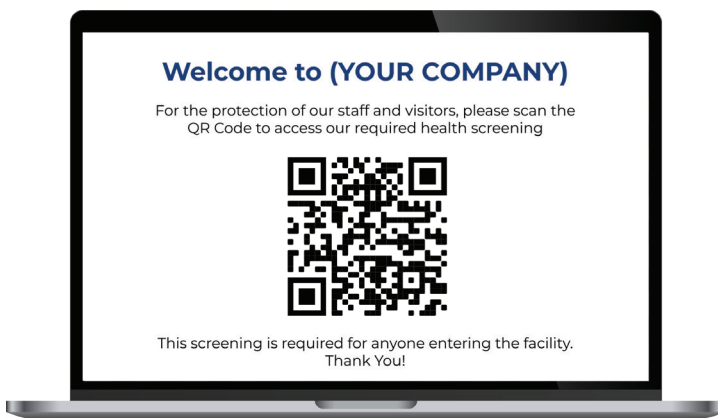 Welcome to (YOUR COMPANY)
For the protection of our staff and visitors, please scan the
QR Code to access our required health screening
This screening is required for anyone entering the facility.
Thank You!